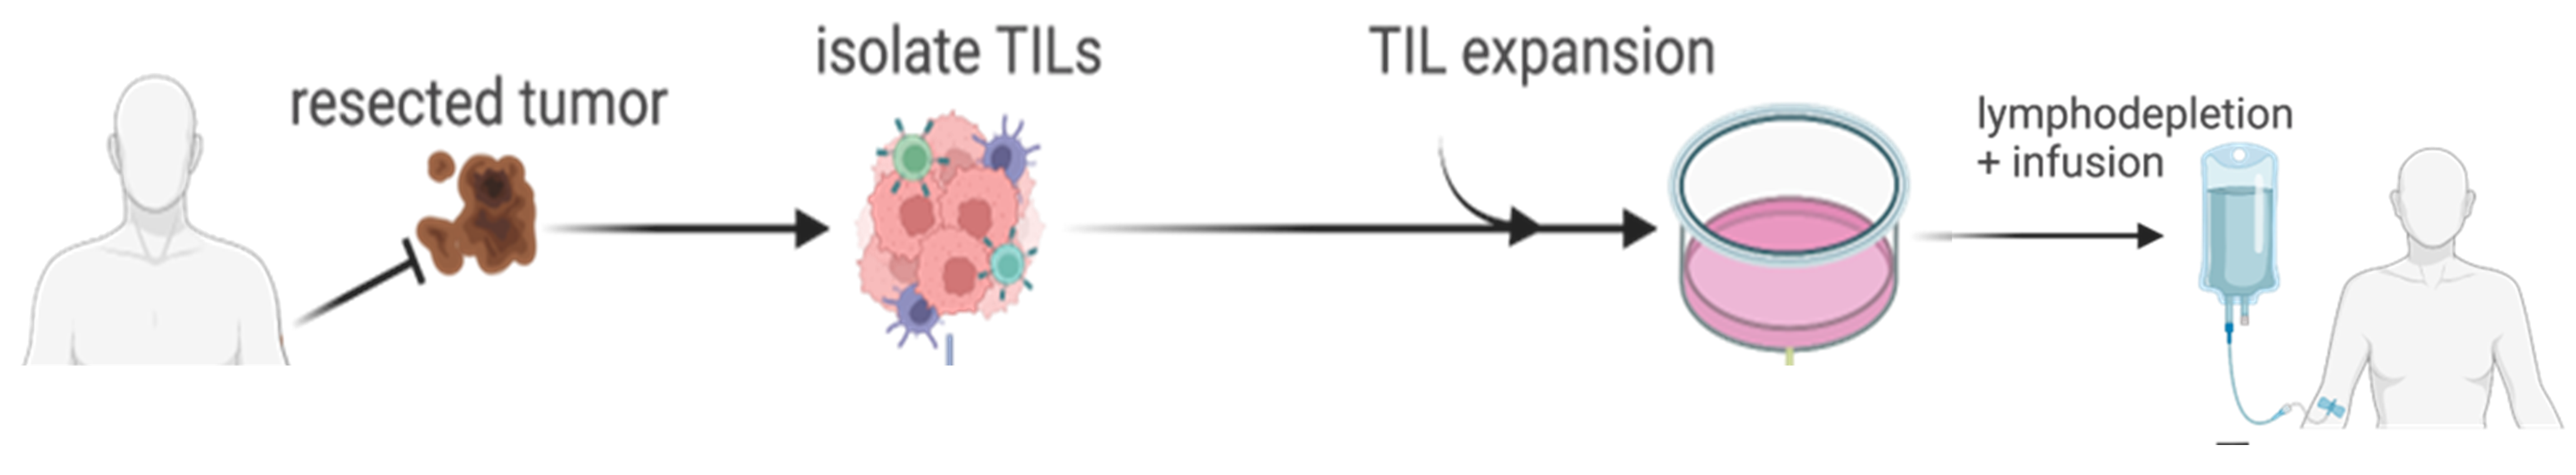 resected tumor
isolate TILs
TIL expansion
lymphodepletion
+ infusion